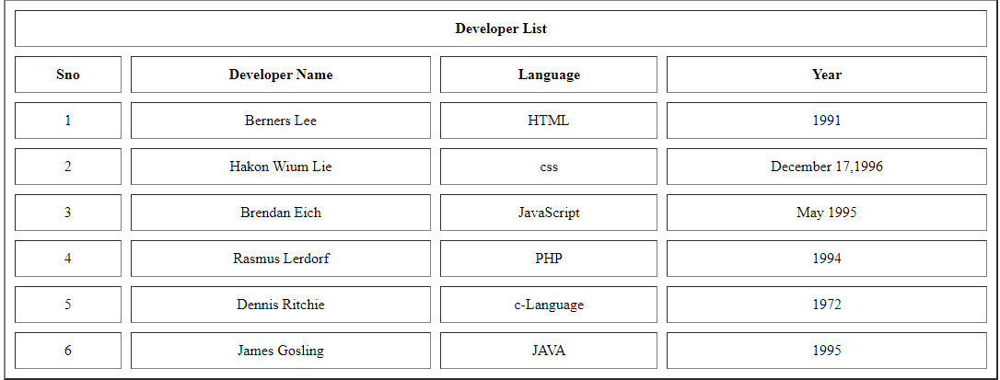 Developer List
Sno Developer Name Language Year
1 Berners Lee HTML 1991
2 Hakon Wium Lie css December 17,1996
3 Brendan Eich JavaScript May 1995
4 Rasmus Lerdorf PHP 1994
5 Dennis Ritchie c-Language 1972
6 James Gosling JAVA 1995